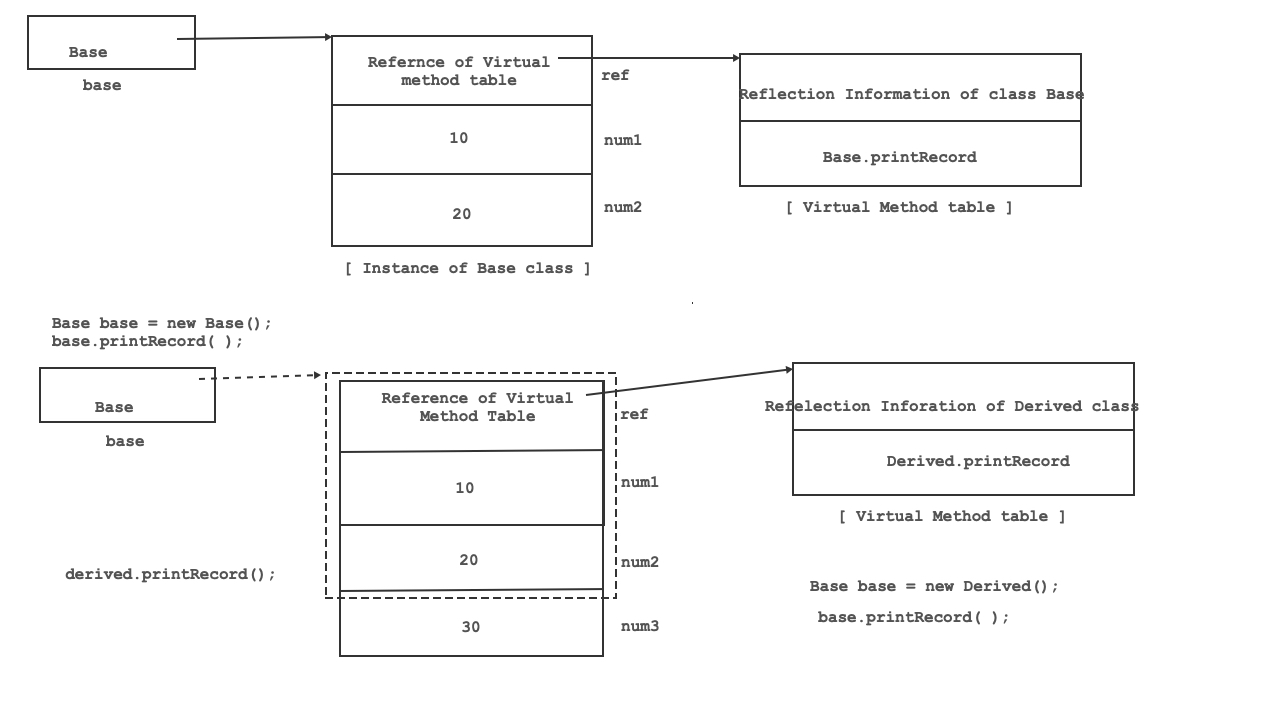 Base
base
Refernce of Virtual
method table
ref
10
num1
20
num2
[ Instance of Base class ]
Reflection Information of class Base
Base.printRecord
[ Virtual Method table ]
Base base = new Base();
base.printRecord( );
Base
base
Reference of Virtual
Method Table
ref
10
num1
20
num2
30
num3
derived.printRecord();
Refelection Inforation of Derived class
Derived.printRecord
[ Virtual Method table ]
Base base = new Derived();
base.printRecord( );